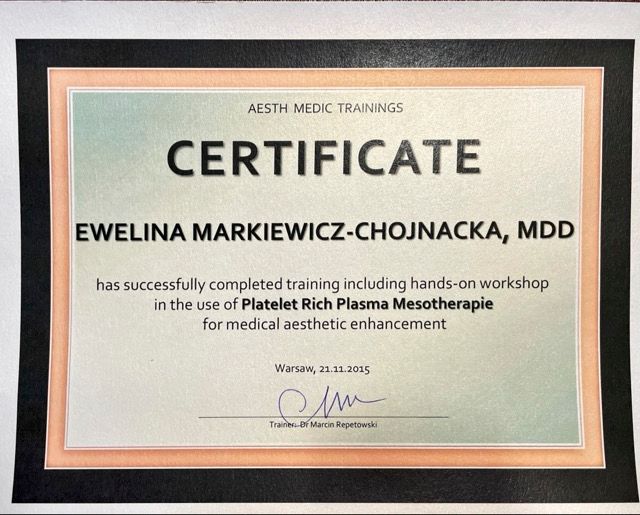 AESTH MEDIC TRAININGS
CERTIFICATE
EWELINA MARKIEWICZ-CHOJNACKA, MDD
has successfully completed training including hands-on workshop
in the use of Platelet Rich Plasma Mesotherapie
for medical aesthetic enhancement
Warsaw, 21.11.2015
Trainer: Dr Marcin Repetowski